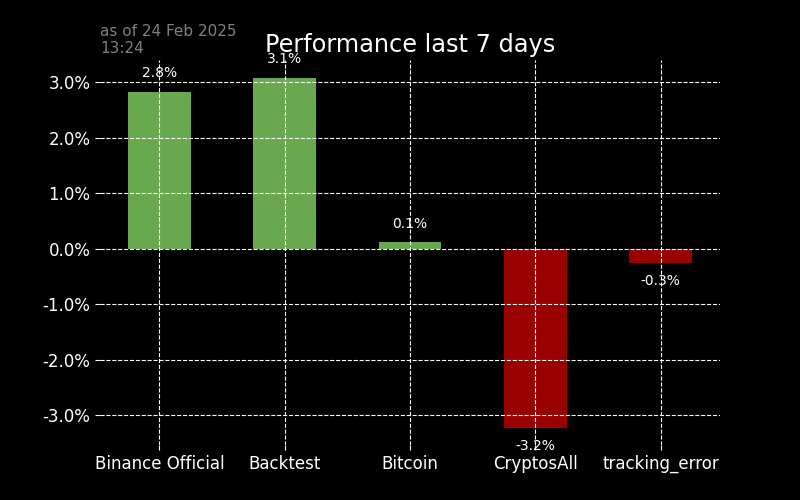 as of 24 Feb 2025
13:24
Performance last 7 days
3.0%
2.0%
1.0%
0.0%
-1.0%
-2.0%
-3.0%
2.8%
3.1%
0.1%
-3.2%
-0.3%
Binance Official
Backtest
Bitcoin
CryptosAll
tracking_error